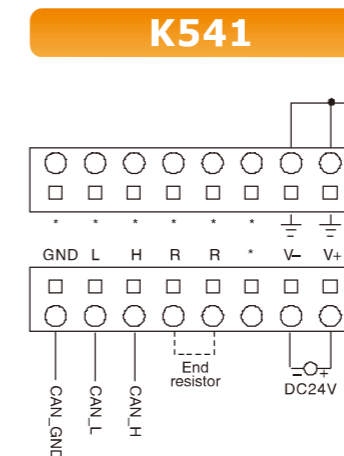 K541
* * * * * *
GND L H R R * V– V+
End
resistor
–
+
DC24V
CAN_GND
CAN_L
CAN_H